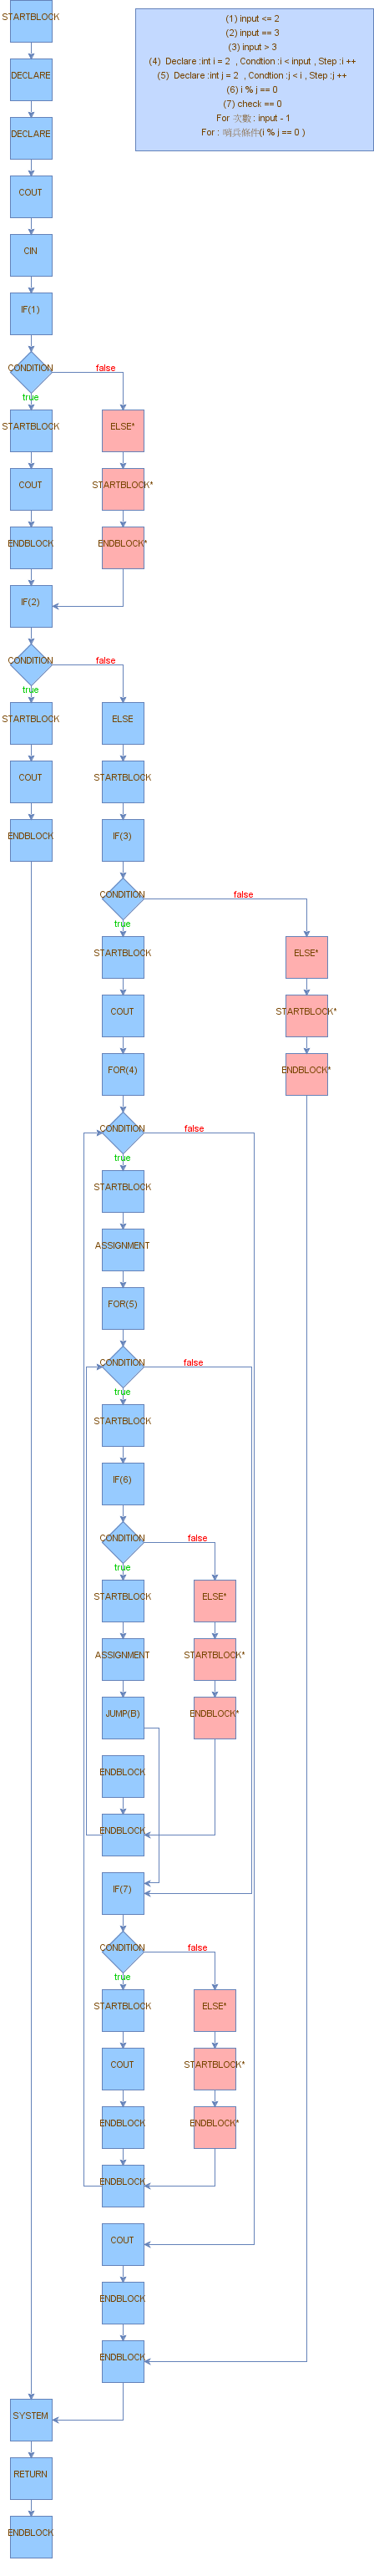 STARTBLOCK
(1) input <= 2
(2) input == 3
(3) input > 3
(4) Declare :int i = 2 , Condtion :i < input , Step :i ++
(5) Declare :int j = 2 , Condtion :j < i , Step :j ++
(6) i % j == 0
(7) check == 0
For 次數 : input - 1
For : 哨兵條件(i % j == 0 )
DECLARE
DECLARE
COUT
CIN
IF(1)
CONDITION
false
true
STARTBLOCK
ELSE*
COUT
STARTBLOCK*
ENDBLOCK
ENDBLOCK*
IF(2)
CONDITION
false
true
STARTBLOCK
ELSE
COUT
STARTBLOCK
ENDBLOCK
IF(3)
CONDITION
false
true
STARTBLOCK
ELSE*
COUT
STARTBLOCK*
FOR(4)
ENDBLOCK*
CONDITION
false
true
STARTBLOCK
ASSIGNMENT
FOR(5)
CONDITION
false
true
STARTBLOCK
IF(6)
CONDITION
false
true
STARTBLOCK
ELSE*
ASSIGNMENT
STARTBLOCK*
JUMP(B)
ENDBLOCK*
ENDBLOCK
ENDBLOCK
IF(7)
CONDITION
false
true
STARTBLOCK
ELSE*
COUT
STARTBLOCK*
ENDBLOCK
ENDBLOCK*
ENDBLOCK
COUT
ENDBLOCK
ENDBLOCK
SYSTEM
RETURN
ENDBLOCK